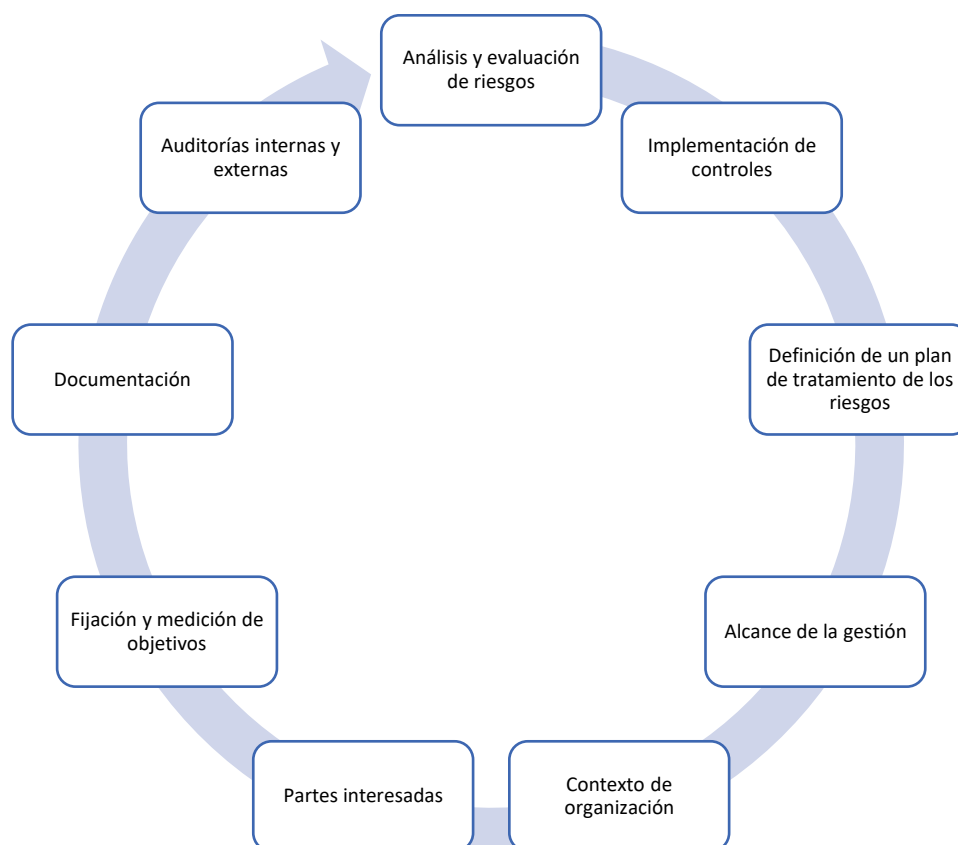 Análisis y evaluación
de riesgos
Implementación de
controles
Definición de un plan
de tratamiento de los
riesgos
Alcance de la gestión
Contexto de
organización
Partes interesadas
Fijación y medición de
objetivos
Documentación
Auditorías internas y
externas